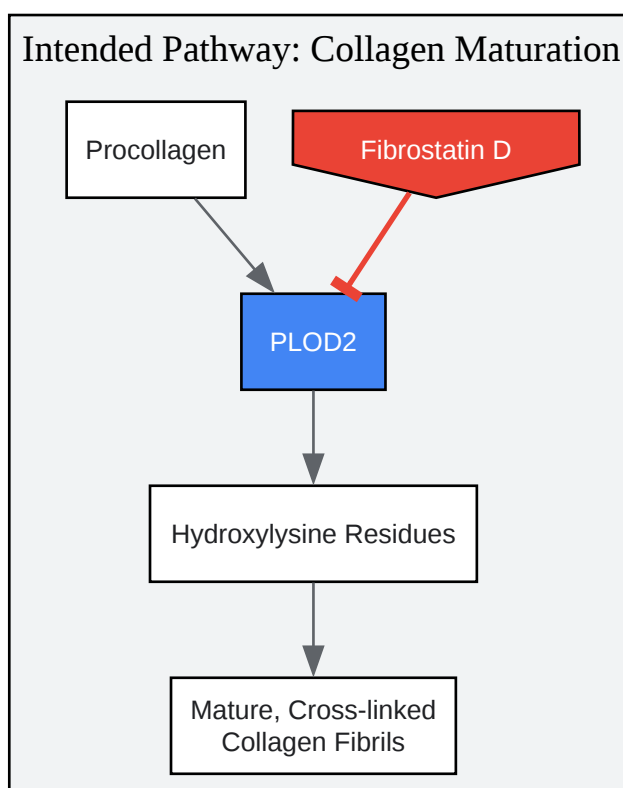 Intended Pathway: Collagen Maturation
Procollagen
Fibrostatin D
PLOD2
Hydroxylysine Residues
Mature, Cross-linked
Collagen Fibrils